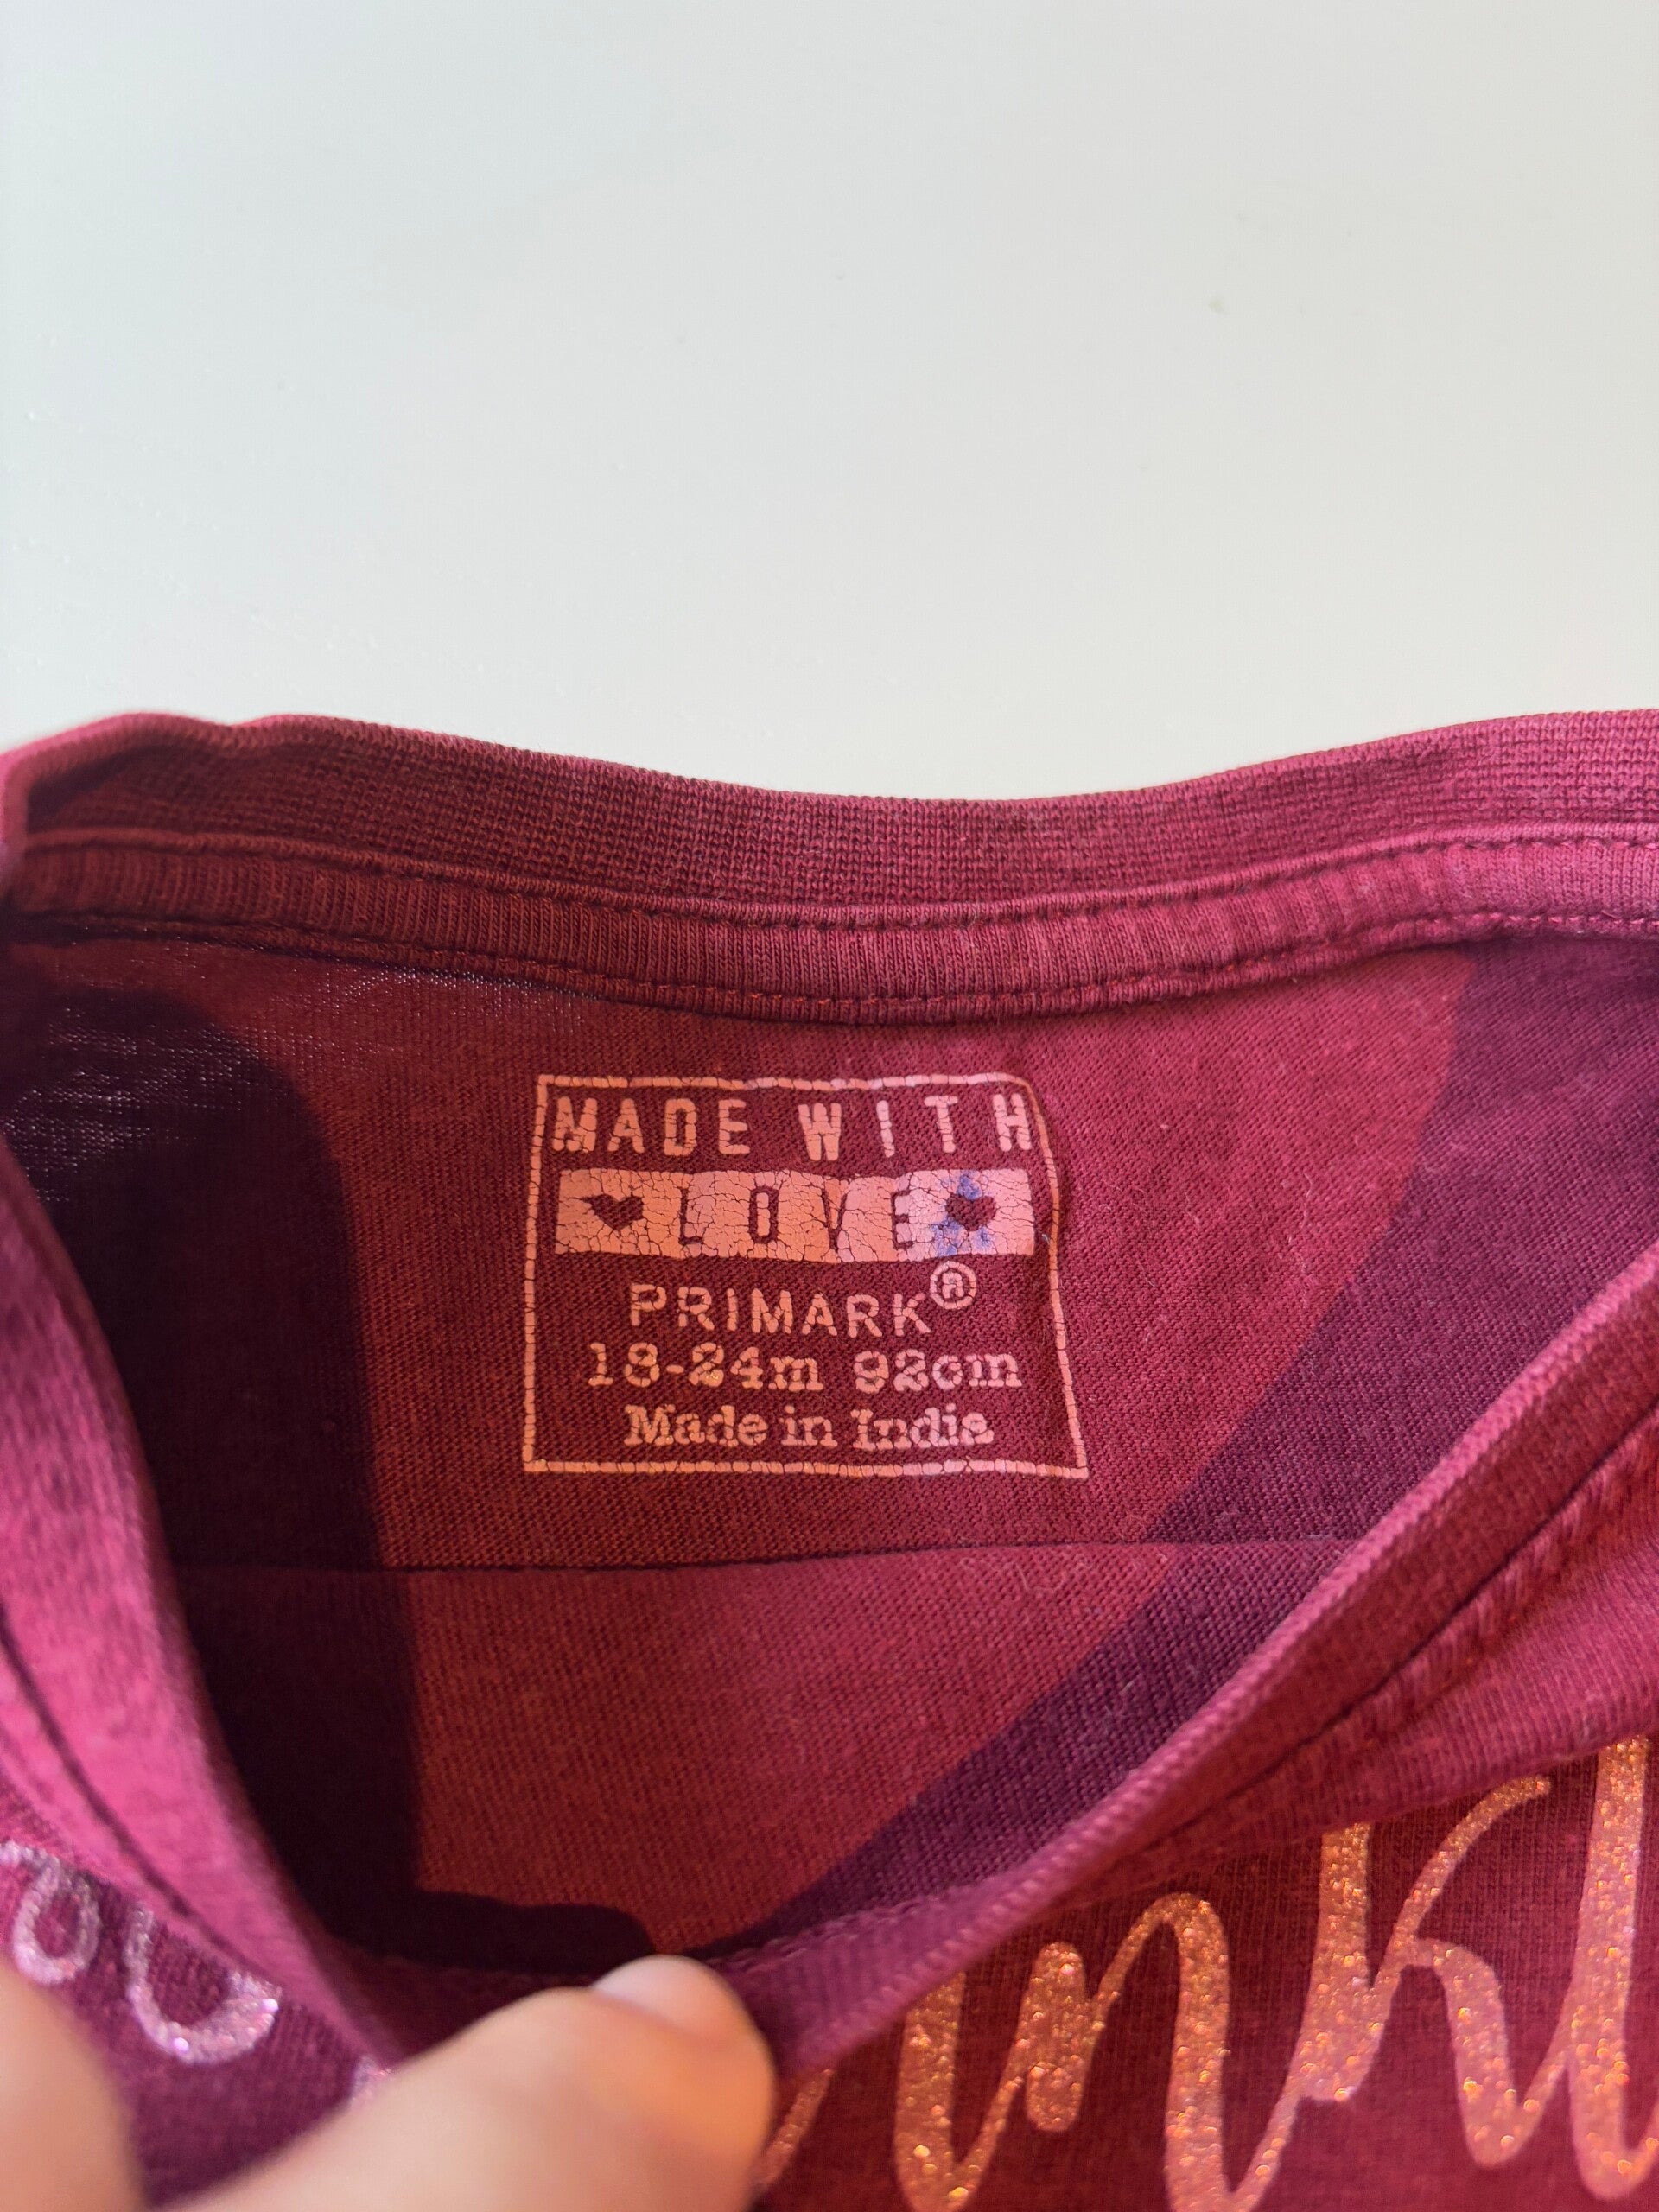 MADE WITH
LOVE
PRIMARK®
18-24m 92cm
Made in India